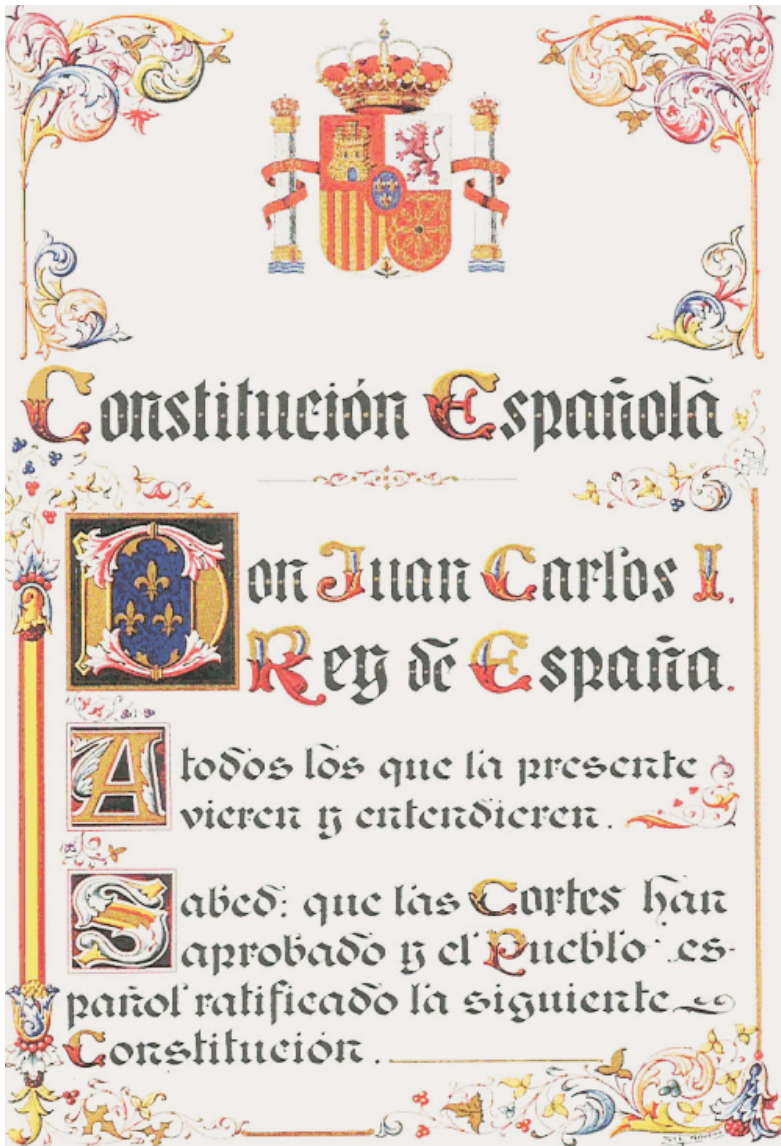 Constitución Española
Don Juan Carlos I.
Rey de España.
A todos los que la presente
vieren y entendieren.
Sabed: que las Cortes han
aprobado y el Pueblo es-
pañol ratificado la siguiente
Constitución.